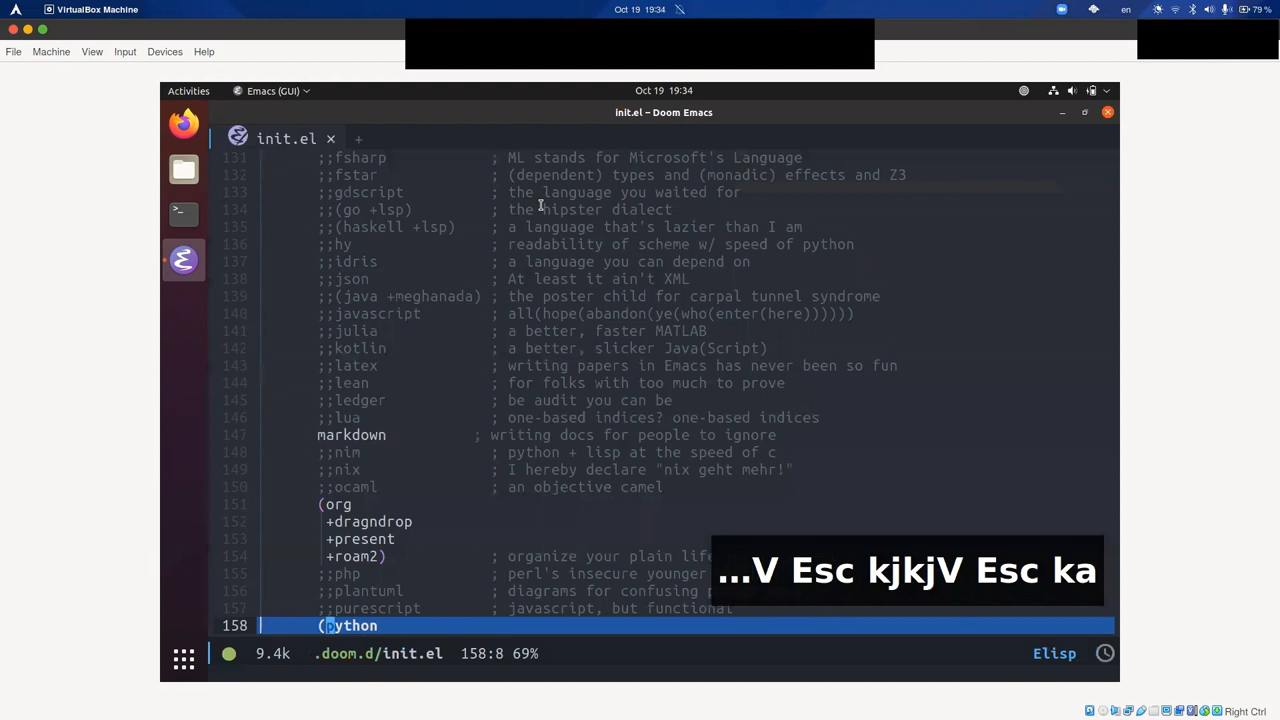 VirtualBox Machine
Oct 19 19:34
en
79 %
File Machine View Input Devices Help
Activities
Emacs (GUI)
Oct 19 19:34
init.el – Doom Emacs
init.el × +
131 ;;fsharp ; ML stands for Microsoft's Language
132 ;;fstar ; (dependent) types and (monadic) effects and Z3
133 ;;gdscript ; the language you waited for
134 ;;(go +lsp) ; the hipster dialect
135 ;;(haskell +lsp) ; a language that's lazier than I am
136 ;;hy ; readability of scheme w/ speed of python
137 ;;idris ; a language you can depend on
138 ;;json ; At least it ain't XML
139 ;;(java +meghanada) ; the poster child for carpal tunnel syndrome
140 ;;javascript ; all(hope(abandon(ye(who(enter(here))))))
141 ;;julia ; a better, faster MATLAB
142 ;;kotlin ; a better, slicker Java(Script)
143 ;;latex ; writing papers in Emacs has never been so fun
144 ;;lean ; for folks with too much to prove
145 ;;ledger ; be audit you can be
146 ;;lua ; one-based indices? one-based indices
147 markdown ; writing docs for people to ignore
148 ;;nim ; python + lisp at the speed of c
149 ;;nix ; I hereby declare "nix geht mehr!"
150 ;;ocaml ; an objective camel
151 (org
152 +dragndrop
153 +present
154 +roam2) ; organize your plain life
155 ;;php ; perl's insecure younger
156 ;;plantuml ; diagrams for confusing
157 ;;purescript ; javascript, but functional
158 (python
...V Esc kjkjV Esc ka
9.4k .doom.d/init.el 158:8 69% Elisp
Right Ctrl